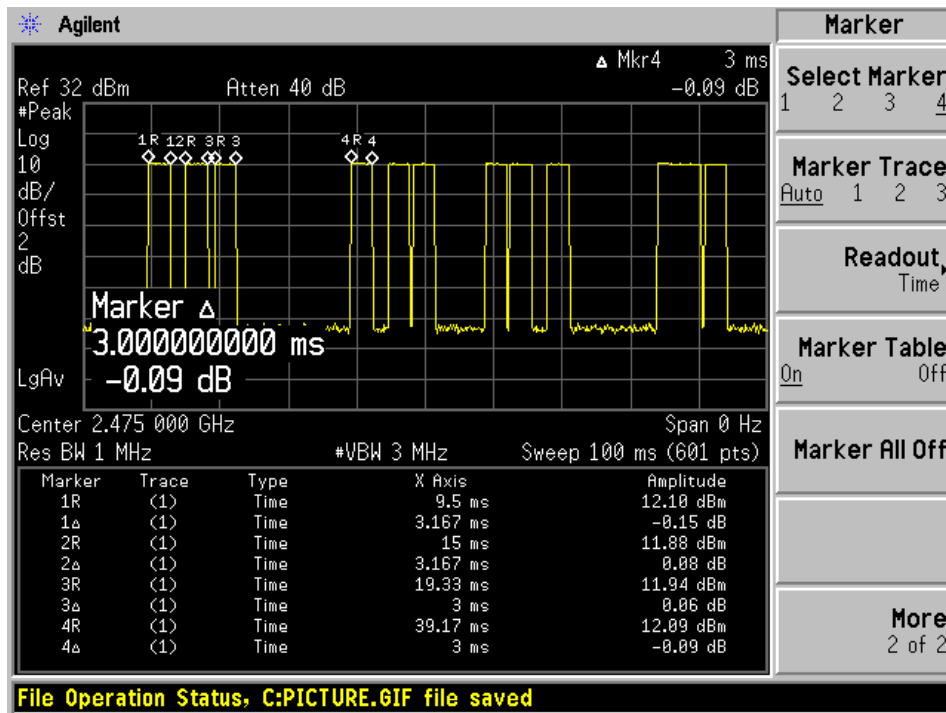 Agilent
Marker
Δ Mkr4 3 ms
Ref 32 dBm Atten 40 dB -0.09 dB
#Peak
Log
10
dB/
Offst
2
dB
1R 12R 3R 3 4R 4
Marker Δ
3.000000000 ms
-0.09 dB
LgAv
Center 2.475 000 GHz Span 0 Hz
Res BW 1 MHz #VBW 3 MHz Sweep 100 ms (601 pts)
Marker Trace Type X Axis Amplitude
1R (1) Time 9.5 ms 12.10 dBm
1Δ (1) Time 3.167 ms -0.15 dB
2R (1) Time 15 ms 11.88 dBm
2Δ (1) Time 3.167 ms 0.08 dB
3R (1) Time 19.33 ms 11.94 dBm
3Δ (1) Time 3 ms 0.06 dB
4R (1) Time 39.17 ms 12.09 dBm
4Δ (1) Time 3 ms -0.09 dB
Select Marker
1 2 3 4
Marker Trace
Auto 1 2 3
Readout
Time
Marker Table
On Off
Marker All Off
More
2 of 2
File Operation Status, C:PICTURE.GIF file saved